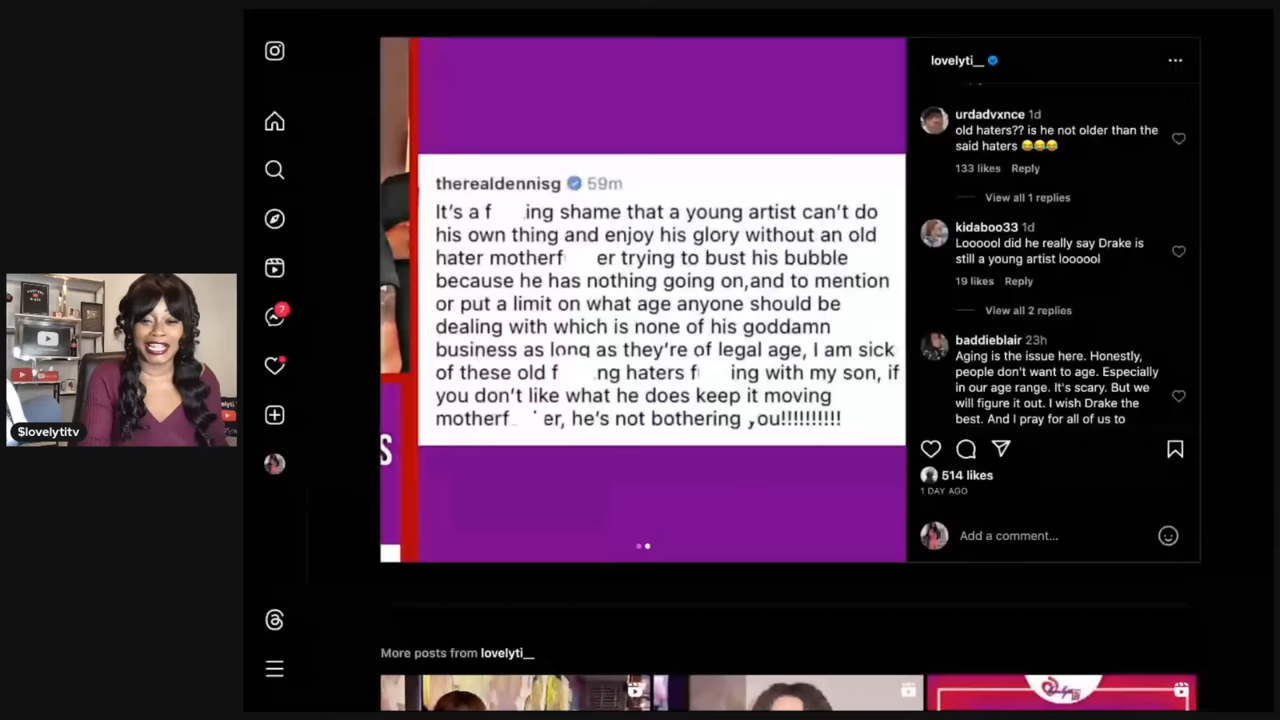 lovelyti__
therealdennisg 59m
It's a f ing shame that a young artist can't do
his own thing and enjoy his glory without an old
hater motherf er trying to bust his bubble
because he has nothing going on,and to mention
or put a limit on what age anyone should be
dealing with which is none of his goddamn
business as long as they're of legal age, I am sick
of these old f ng haters f ing with my son, if
you don't like what he does keep it moving
motherf er, he's not bothering you!!!!!!!!!!
S
urdadvxnce 1d
old haters?? is he not older than the
said haters 😂😂😂
133 likes Reply
View all 1 replies
kidaboo33 1d
Loooool did he really say Drake is
still a young artist loooool
19 likes Reply
View all 2 replies
baddieblair 23h
Aging is the issue here. Honestly,
people don't want to age. Especially
in our age range. It's scary. But we
will figure it out. I wish Drake the
best. And I pray for all of us to
514 likes
1 DAY AGO
Add a comment...
7
$lovelytitv
More posts from lovelyti__